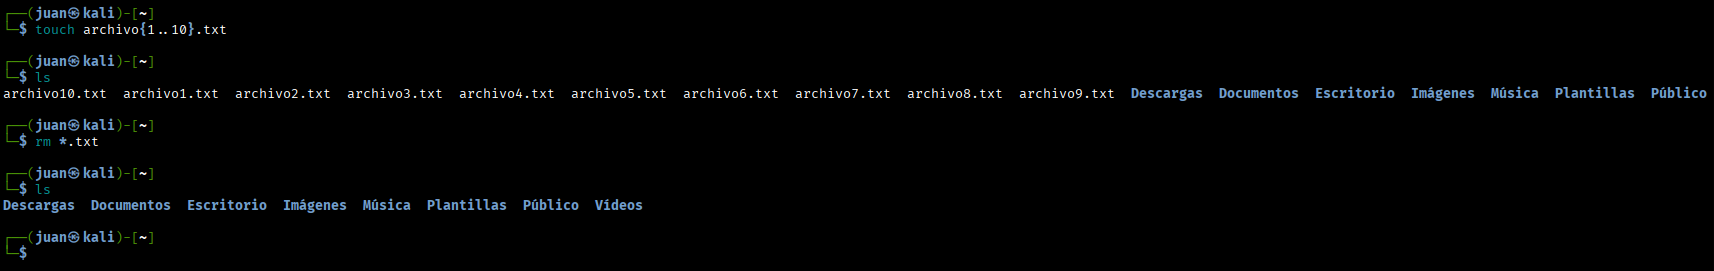 ┌──(juan㉿kali)-[~]
└─$ touch archivo{1..10}.txt
┌──(juan㉿kali)-[~]
└─$ ls
archivo10.txt  archivo1.txt  archivo2.txt  archivo3.txt  archivo4.txt  archivo5.txt  archivo6.txt  archivo7.txt  archivo8.txt  archivo9.txt  Descargas  Documentos  Escritorio  Imágenes  Música  Plantillas  Público
┌──(juan㉿kali)-[~]
└─$ rm *.txt
┌──(juan㉿kali)-[~]
└─$ ls
Descargas  Documentos  Escritorio  Imágenes  Música  Plantillas  Público  Vídeos
┌──(juan㉿kali)-[~]
└─$